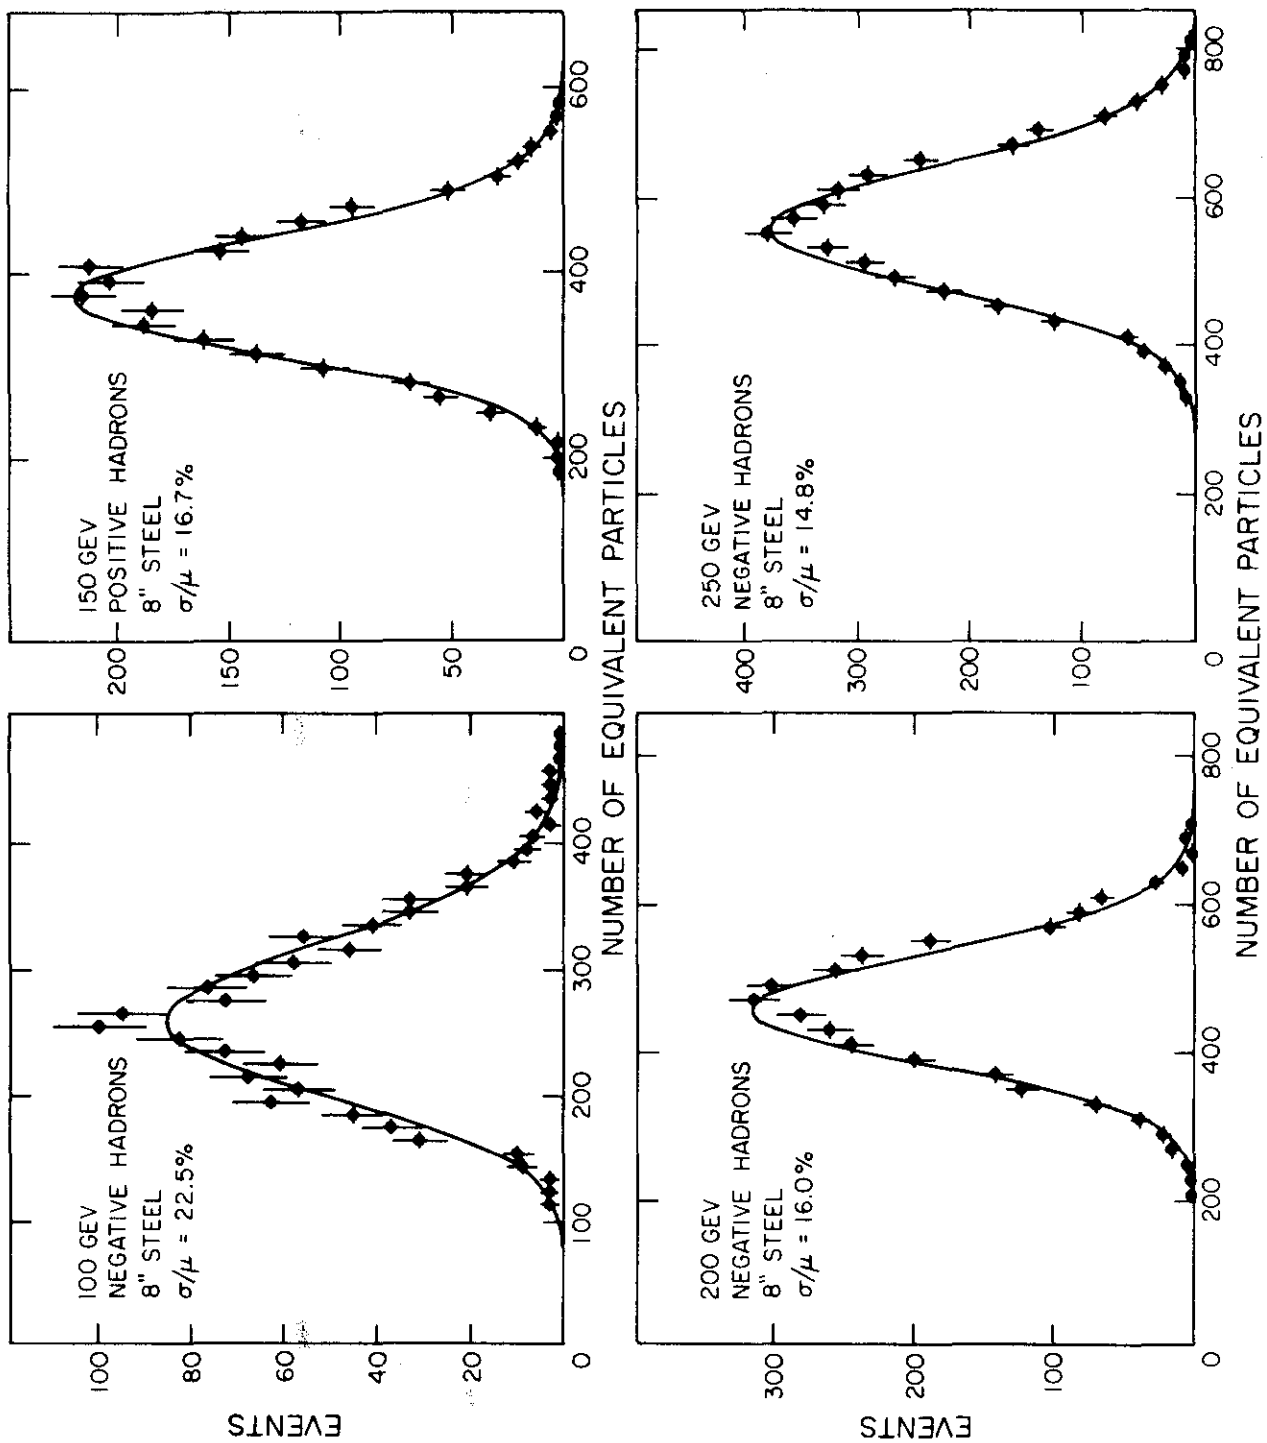 100 GEV
NEGATIVE HADRONS
8" STEEL
σ/μ = 22.5%
EVENTS
20
40
60
80
100
100
200
300
400
150 GEV
POSITIVE HADRONS
8" STEEL
σ/μ = 16.7%
50
100
150
200
0
200
400
600
NUMBER OF EQUIVALENT PARTICLES
200 GEV
NEGATIVE HADRONS
8" STEEL
σ/μ = 16.0%
EVENTS
100
200
300
0
200
400
600
800
250 GEV
NEGATIVE HADRONS
8" STEEL
σ/μ = 14.8%
100
200
300
400
0
200
400
600
800
NUMBER OF EQUIVALENT PARTICLES